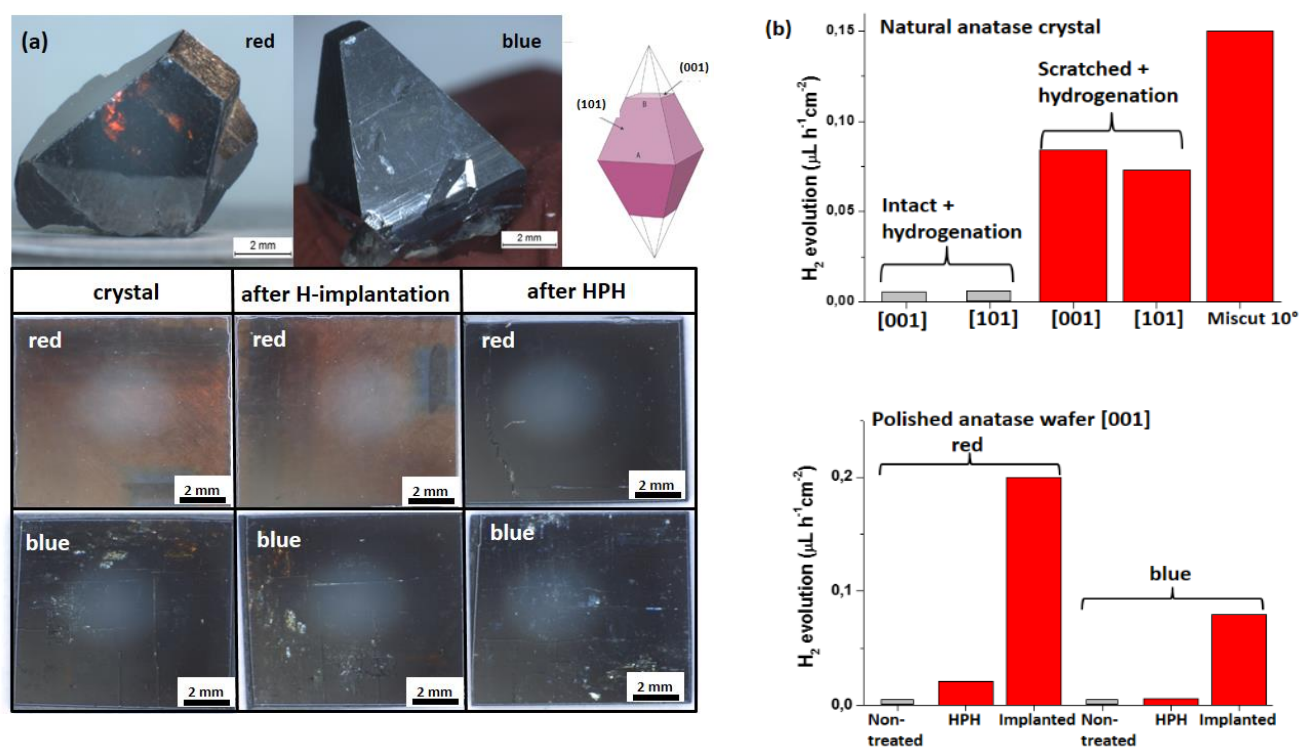 (a)
red
blue
(001)
(101)
B
A
2 mm
2 mm
crystal
after H-implantation
after HPH
red
red
red
2 mm
2 mm
2 mm
blue
blue
blue
2 mm
2 mm
2 mm
(b)
Natural anatase crystal
H2 evolution (µL h-1cm-2)
0,15
0,10
0,05
0,00
Scratched +
hydrogenation
Intact +
hydrogenation
[001]
[101]
[001]
[101]
Miscut 10°
Polished anatase wafer [001]
red
blue
H2 evolution (µL h-1cm-2)
0,2
0,1
0,0
Non-
treated
HPH
Implanted
Non-
treated
HPH
Implanted